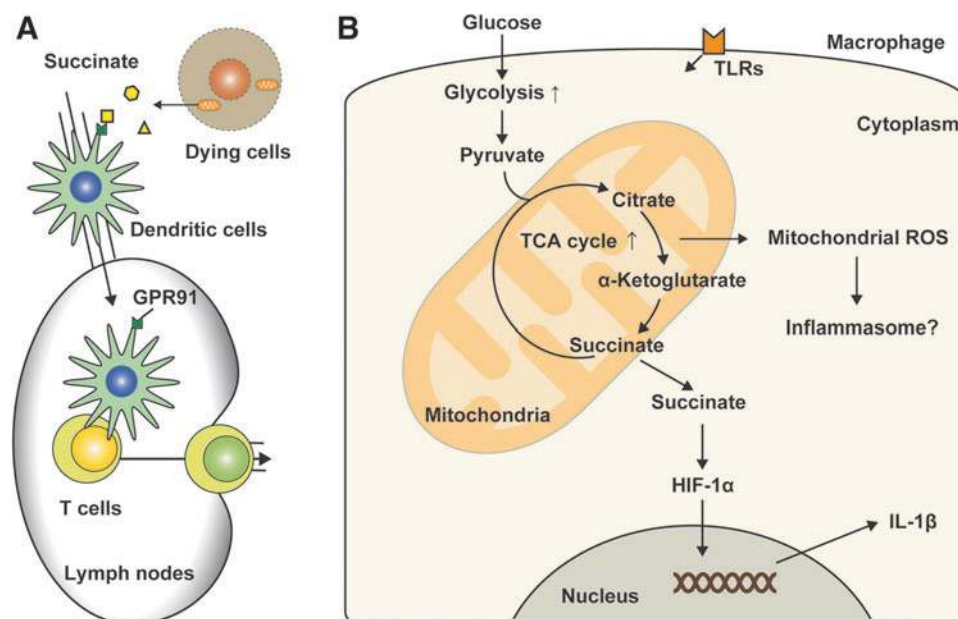 A
Succinate
Dying cells
Dendritic cells
GPR91
T cells
Lymph nodes
B
Glucose
Macrophage
TLRs
Glycolysis ↑
Cytoplasm
Pyruvate
Citrate
TCA cycle ↑
Mitochondrial ROS
α-Ketoglutarate
Inflammasome?
Succinate
Mitochondria
Succinate
HIF-1α
IL-1β
Nucleus